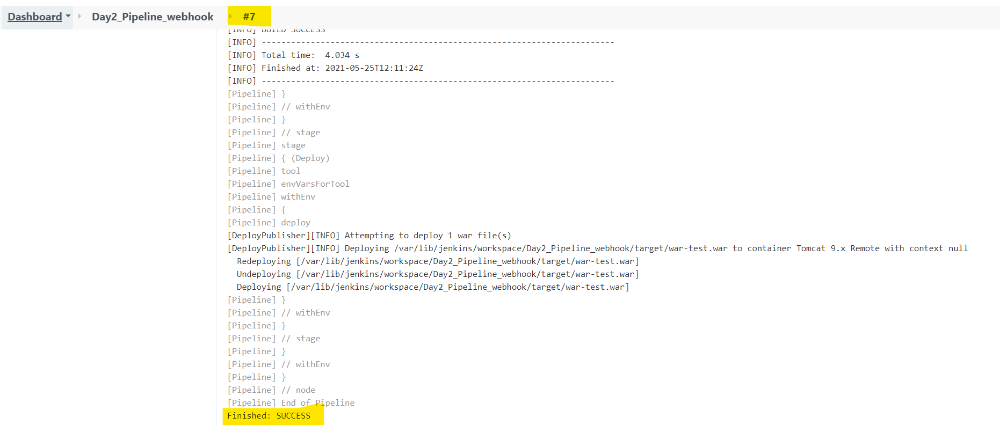 Dashboard Day2_Pipeline_webhook #7
[INFO] BUILD SUCCESS
[INFO] ------------------------------------------------------------------------
[INFO] Total time:  4.034 s
[INFO] Finished at: 2021-05-25T12:11:24Z
[INFO] ------------------------------------------------------------------------
[Pipeline] }
[Pipeline] // withEnv
[Pipeline] }
[Pipeline] // stage
[Pipeline] stage
[Pipeline] { (Deploy)
[Pipeline] tool
[Pipeline] envVarsForTool
[Pipeline] withEnv
[Pipeline] {
[Pipeline] deploy
[DeployPublisher][INFO] Attempting to deploy 1 war file(s)
[DeployPublisher][INFO] Deploying /var/lib/jenkins/workspace/Day2_Pipeline_webhook/target/war-test.war to container Tomcat 9.x Remote with context null
  Redeploying [/var/lib/jenkins/workspace/Day2_Pipeline_webhook/target/war-test.war]
  Undeploying [/var/lib/jenkins/workspace/Day2_Pipeline_webhook/target/war-test.war]
  Deploying [/var/lib/jenkins/workspace/Day2_Pipeline_webhook/target/war-test.war]
[Pipeline] }
[Pipeline] // withEnv
[Pipeline] }
[Pipeline] // stage
[Pipeline] }
[Pipeline] // withEnv
[Pipeline] }
[Pipeline] // node
[Pipeline] End of Pipeline
Finished: SUCCESS